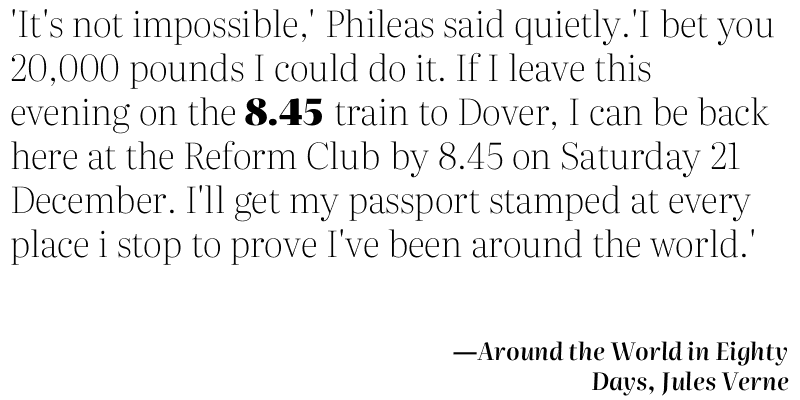 'It's not impossible,' Phileas said quietly.'I bet you
20,000 pounds I could do it. If I leave this
evening on the 8.45 train to Dover, I can be back
here at the Reform Club by 8.45 on Saturday 21
December. I'll get my passport stamped at every
place i stop to prove I've been around the world.'
—Around the World in Eighty
Days, Jules Verne